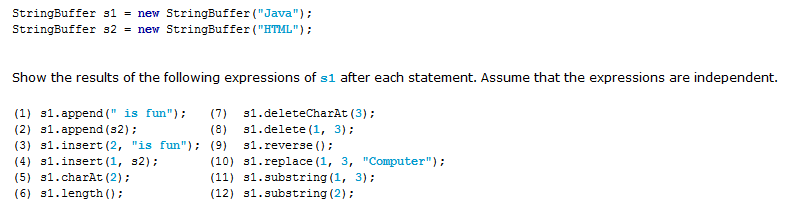 StringBuffer s1 = new StringBuffer("Java");
StringBuffer s2 = new StringBuffer("HTML");
Show the results of the following expressions of s1 after each statement. Assume that the expressions are independent.
(1) s1.append(" is fun"); (7) s1.deleteCharAt(3);
(2) s1.append(s2); (8) s1.delete(1, 3);
(3) s1.insert(2, "is fun"); (9) s1.reverse();
(4) s1.insert(1, s2); (10) s1.replace(1, 3, "Computer");
(5) s1.charAt(2); (11) s1.substring(1, 3);
(6) s1.length(); (12) s1.substring(2);